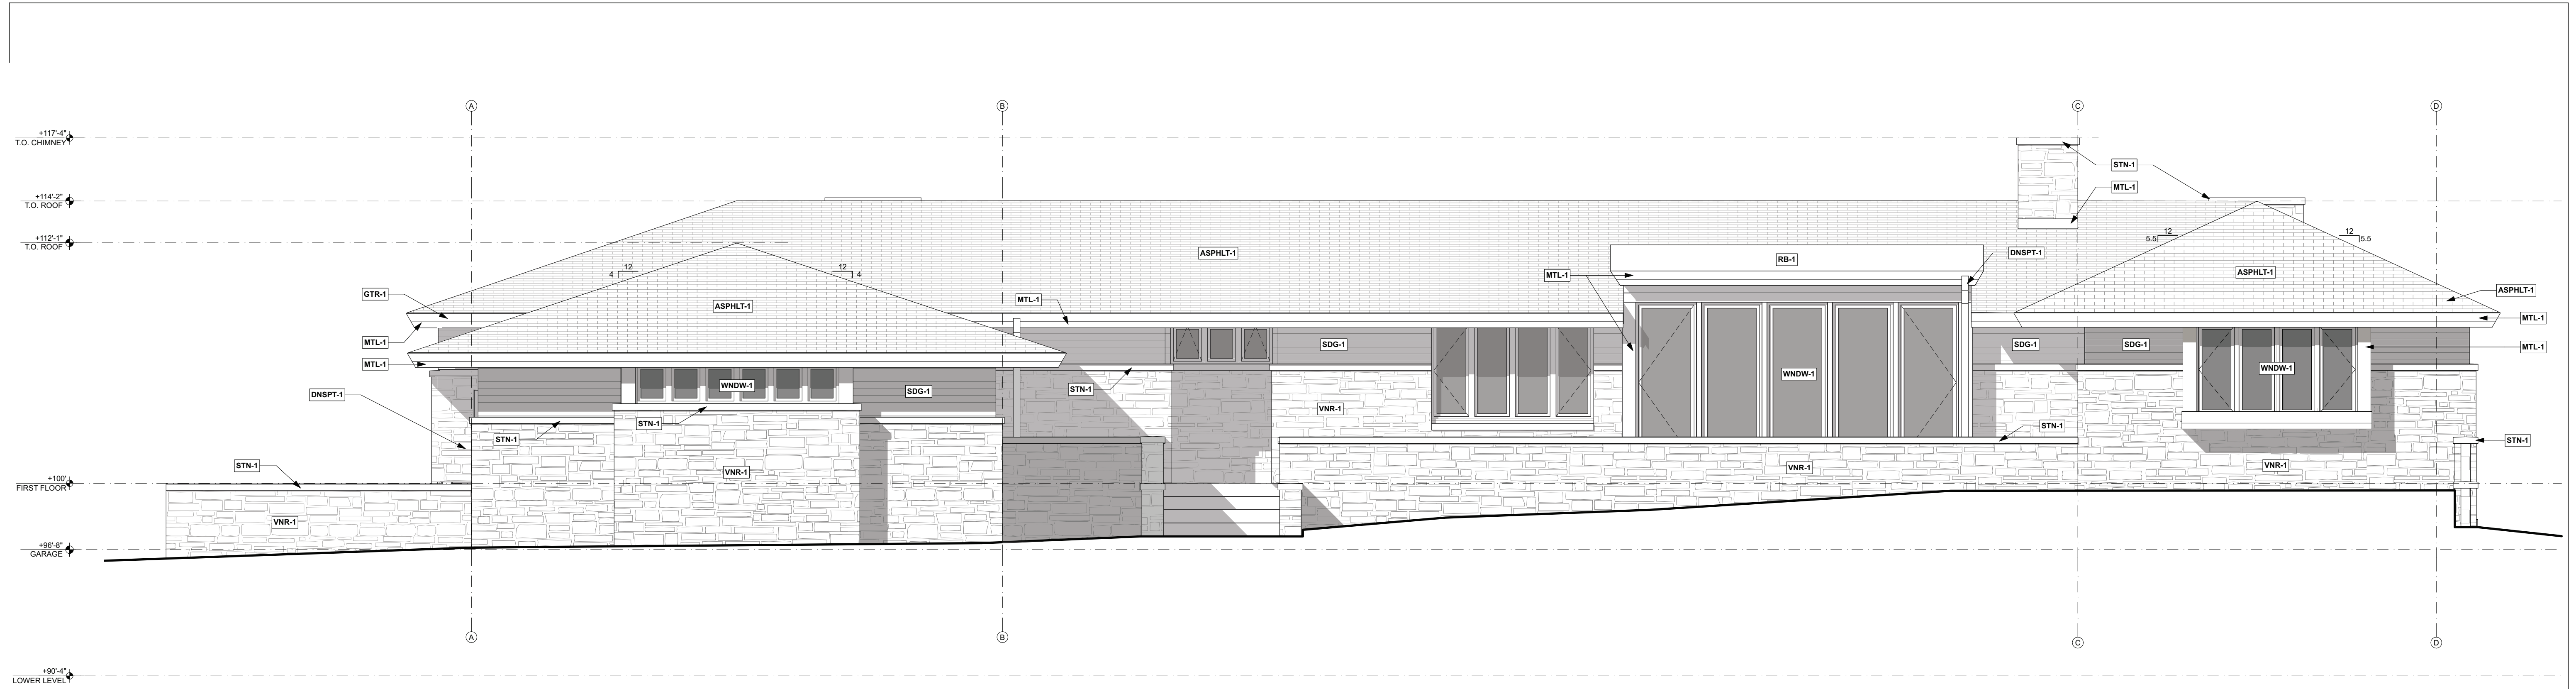 A
B
C
D
+117'-4"
T.O. CHIMNEY
STN-1
MTL-1
+114'-2"
T.O. ROOF
+112'-1"
T.O. ROOF
12
4
12
4
ASPHLT-1
RB-1
DNSPT-1
12
5.5
12
5.5
MTL-1
ASPHLT-1
ASPHLT-1
GTR-1
MTL-1
ASPHLT-1
MTL-1
MTL-1
SDG-1
SDG-1
SDG-1
MTL-1
MTL-1
WNDW-1
STN-1
WNDW-1
WNDW-1
DNSPT-1
SDG-1
VNR-1
STN-1
STN-1
STN-1
STN-1
STN-1
VNR-1
VNR-1
VNR-1
+100'
FIRST FLOOR
VNR-1
+96'-8"
GARAGE
A
B
C
D
+90'-4"
LOWER LEVEL